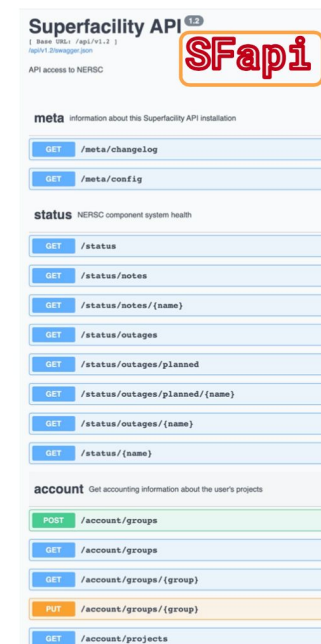 Superfacility API 1.2
[ Base URL: /api/v1.2 ]
/api/v1.2/swagger.json
SFapi
API access to NERSC
meta information about this Superfacility API installation
GET /meta/changelog
GET /meta/config
status NERSC component system health
GET /status
GET /status/notes
GET /status/notes/{name}
GET /status/outages
GET /status/outages/planned
GET /status/outages/planned/{name}
GET /status/outages/{name}
GET /status/{name}
account Get accounting information about the user's projects
POST /account/groups
GET /account/groups
GET /account/groups/{group}
PUT /account/groups/{group}
GET /account/projects